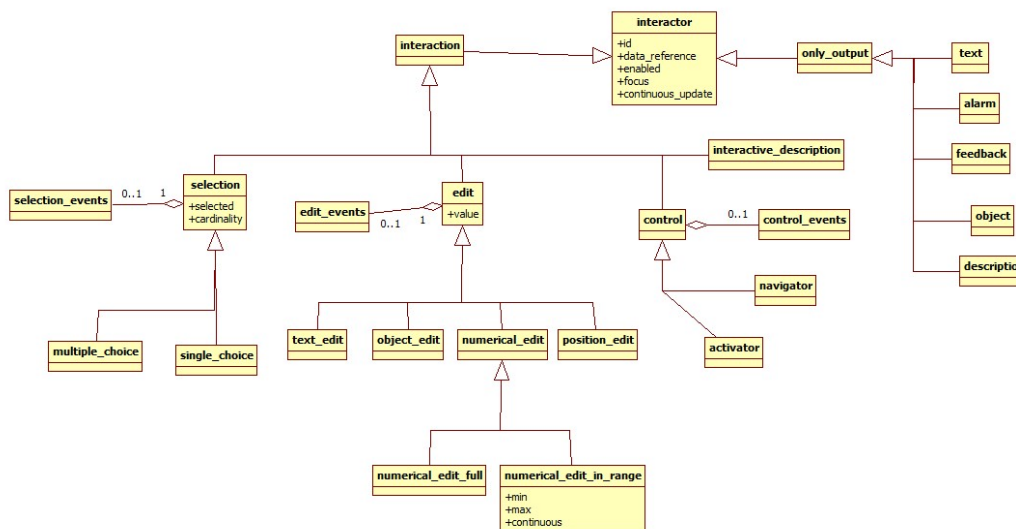 interactor
+id
+data_reference
+enabled
+focus
+continuous_update
interaction
only_output
text
alarm
feedback
object
descriptio
interactive_description
selection
+selected
+cardinality
selection_events
0..1
1
edit
+value
edit_events
0..1
1
control
0..1
control_events
navigator
activator
multiple_choice
single_choice
text_edit
object_edit
numerical_edit
position_edit
numerical_edit_full
numerical_edit_in_range
+min
+max
+continuous